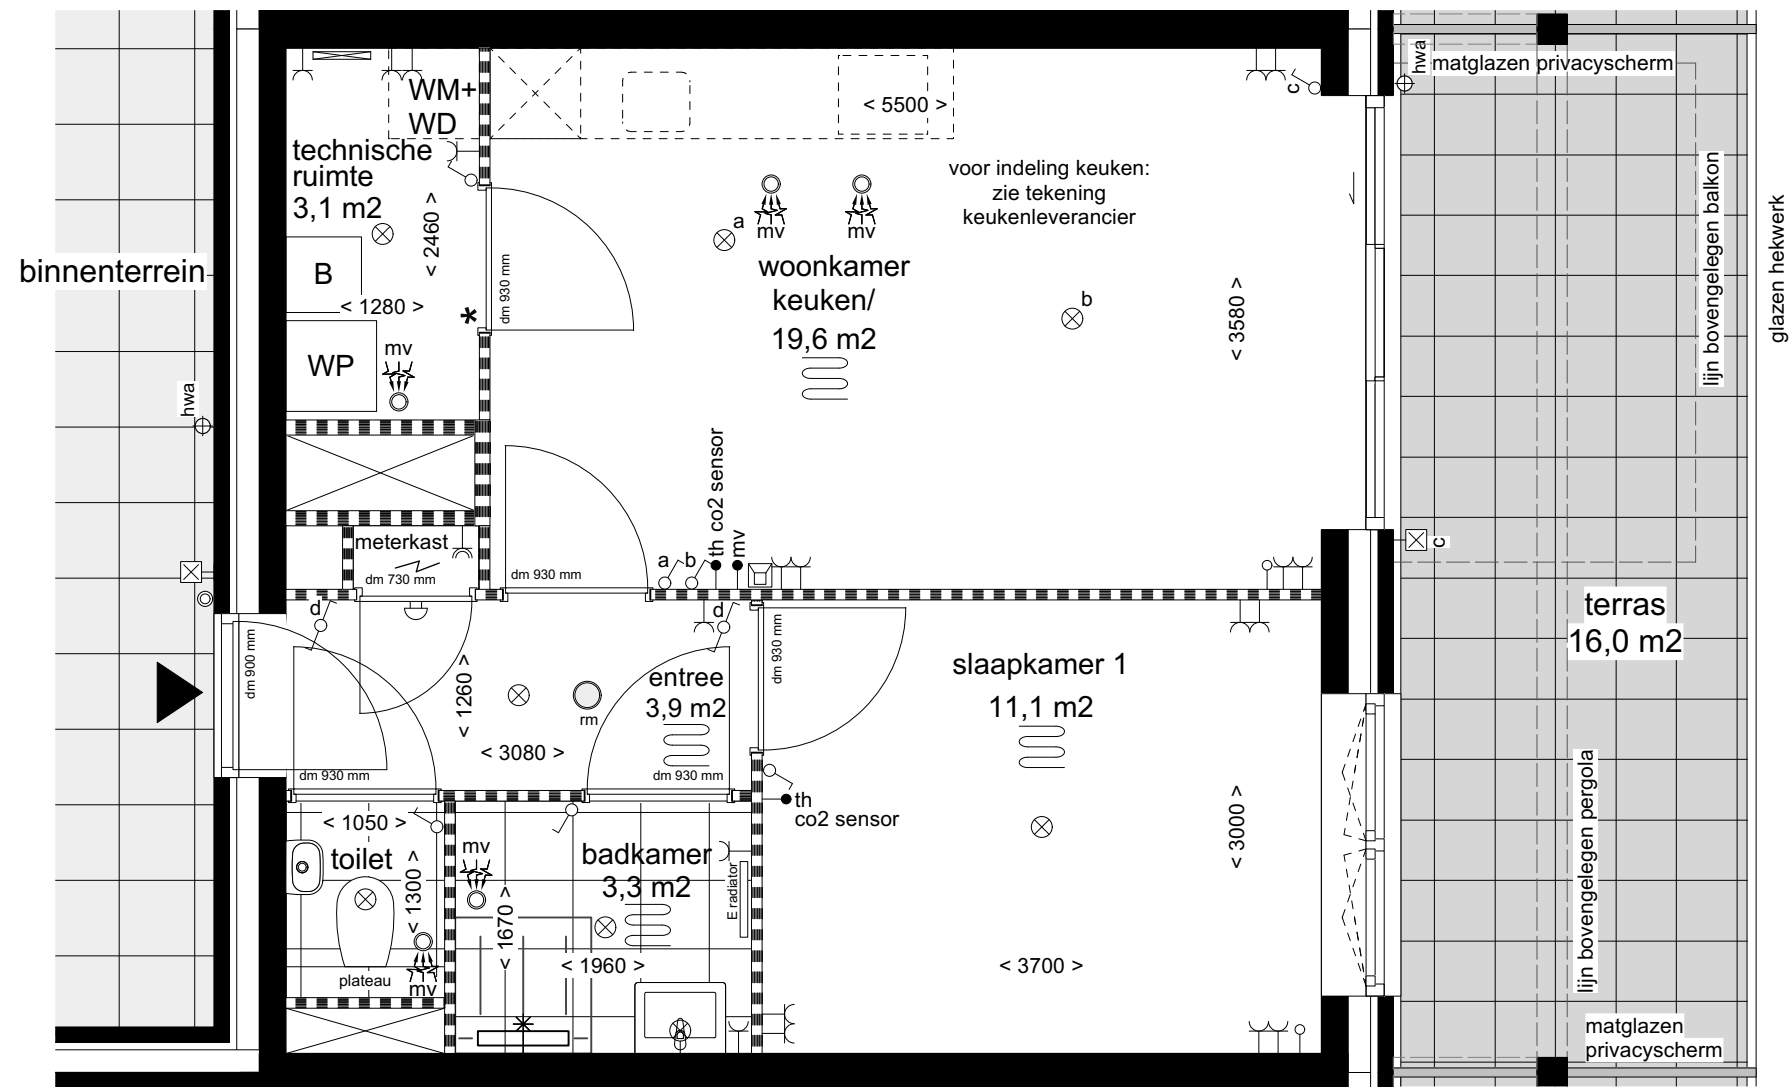 matglazen privacyscherm
hwa
WM+
WD
< 5500 >
c
technische
ruimte
3,1 m2
voor indeling keuken:
zie tekening
keukenleverancier
lijn bovengelegen balkon
glazen hekwerk
< 2460 >
mv
mv
a
binnenterrein
B
< 1280 >
*
dm 930 mm
woonkamer
keuken/
19,6 m2
b
< 3580 >
WP
mv
hwa
th co2 sensor
mv
meterkast
dm 730 mm
dm 930 mm
a
b
c
d
d
terras
16,0 m2
dm 900 mm
< 1260 >
rm
entree
3,9 m2
dm 930 mm
slaapkamer 1
11,1 m2
< 3080 >
dm 930 mm
dm 930 mm
th
co2 sensor
lijn bovengelegen pergola
< 1050 >
toilet
< 1300 >
mv
badkamer
3,3 m2
E radiator
< 3000 >
< 1670 >
< 1960 >
< 3700 >
plateau
mv
matglazen
privacyscherm